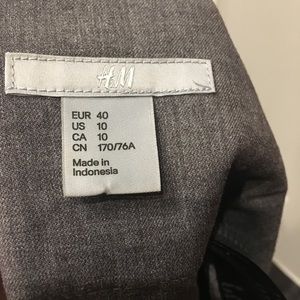 H&M
EUR 40
US 10
CA 10
CN 170/76A
Made in
Indonesia